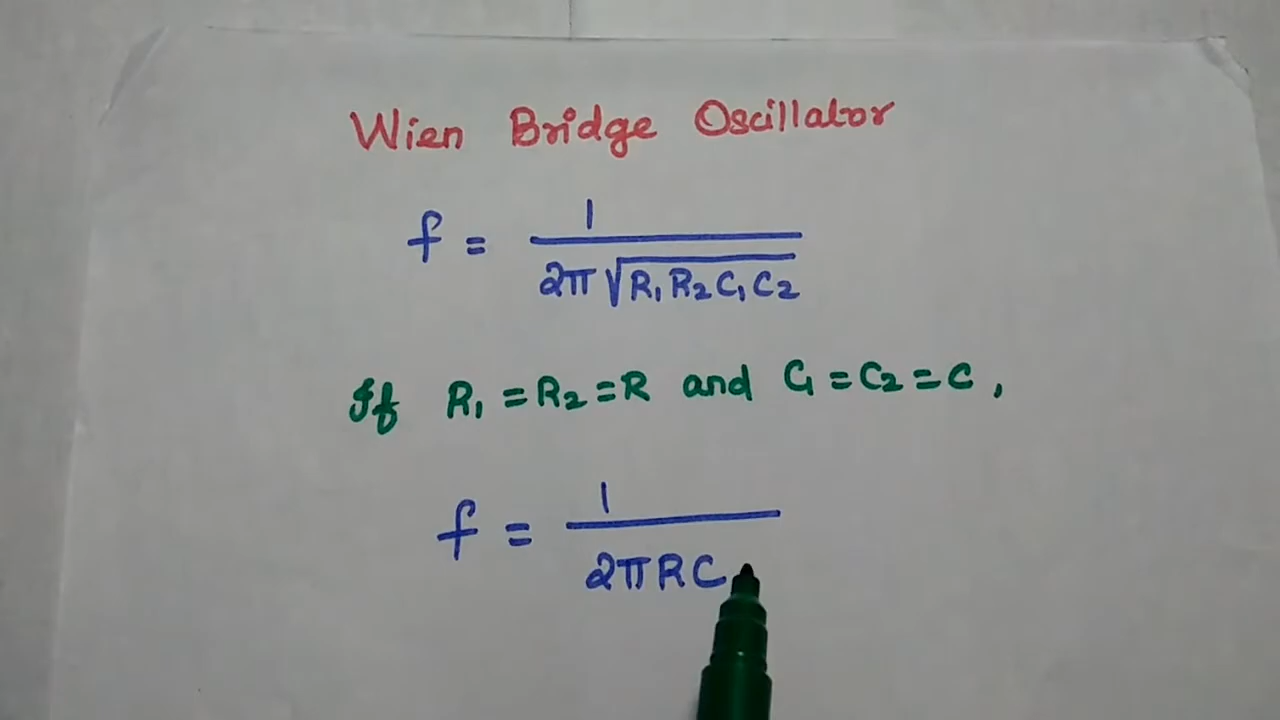 Wien Bridge Oscillator
f = 1 / 2π √R₁R₂C₁C₂
If R₁ = R₂ = R and C₁ = C₂ = C ,
f = 1 / 2πRC